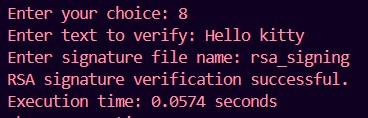 Enter your choice: 8
Enter text to verify: Hello kitty
Enter signature file name: rsa_signing
RSA signature verification successful.
Execution time: 0.0574 seconds